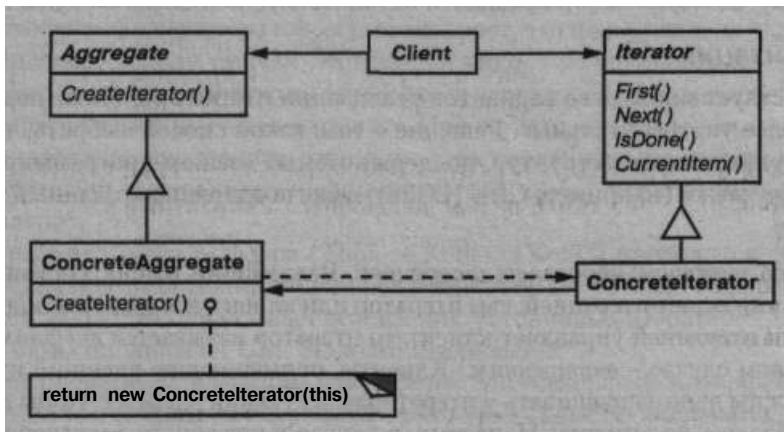 Aggregate
CreateIterator()
Client
Iterator
First()
Next()
IsDone()
CurrentItem()
ConcreteAggregate
CreateIterator()
ConcreteIterator
return new ConcreteIterator(this)